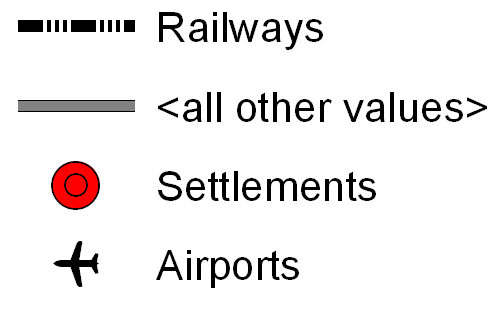 Railways
<all other values>
Settlements
Airports